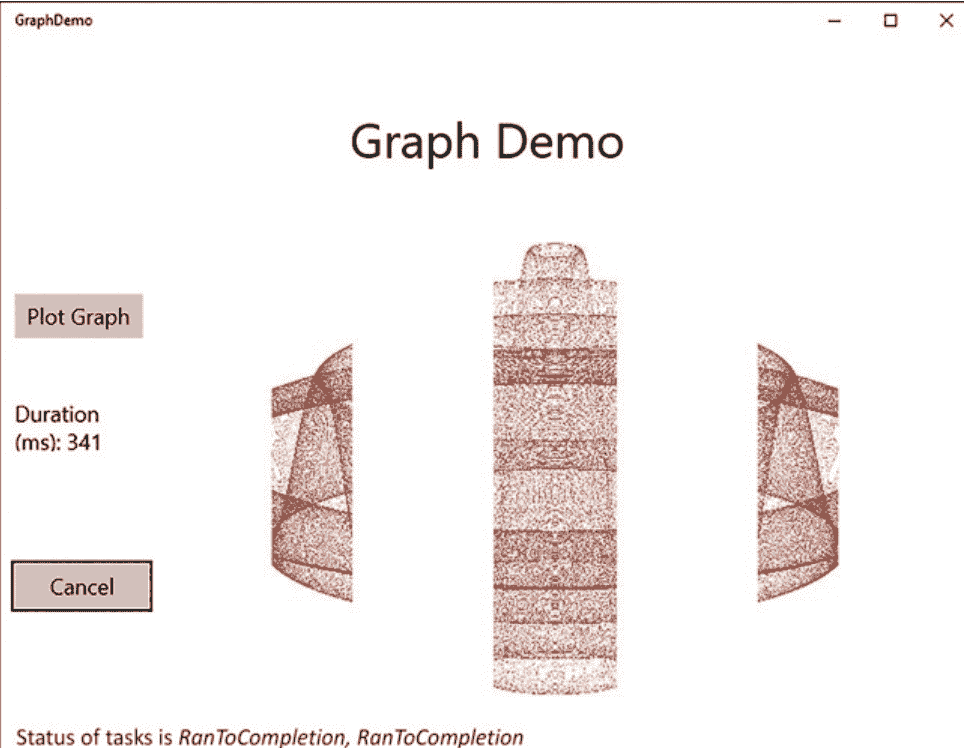 GraphDemo
Graph Demo
Plot Graph
Duration
(ms): 341
Cancel
Status of tasks is RanToCompletion, RanToCompletion